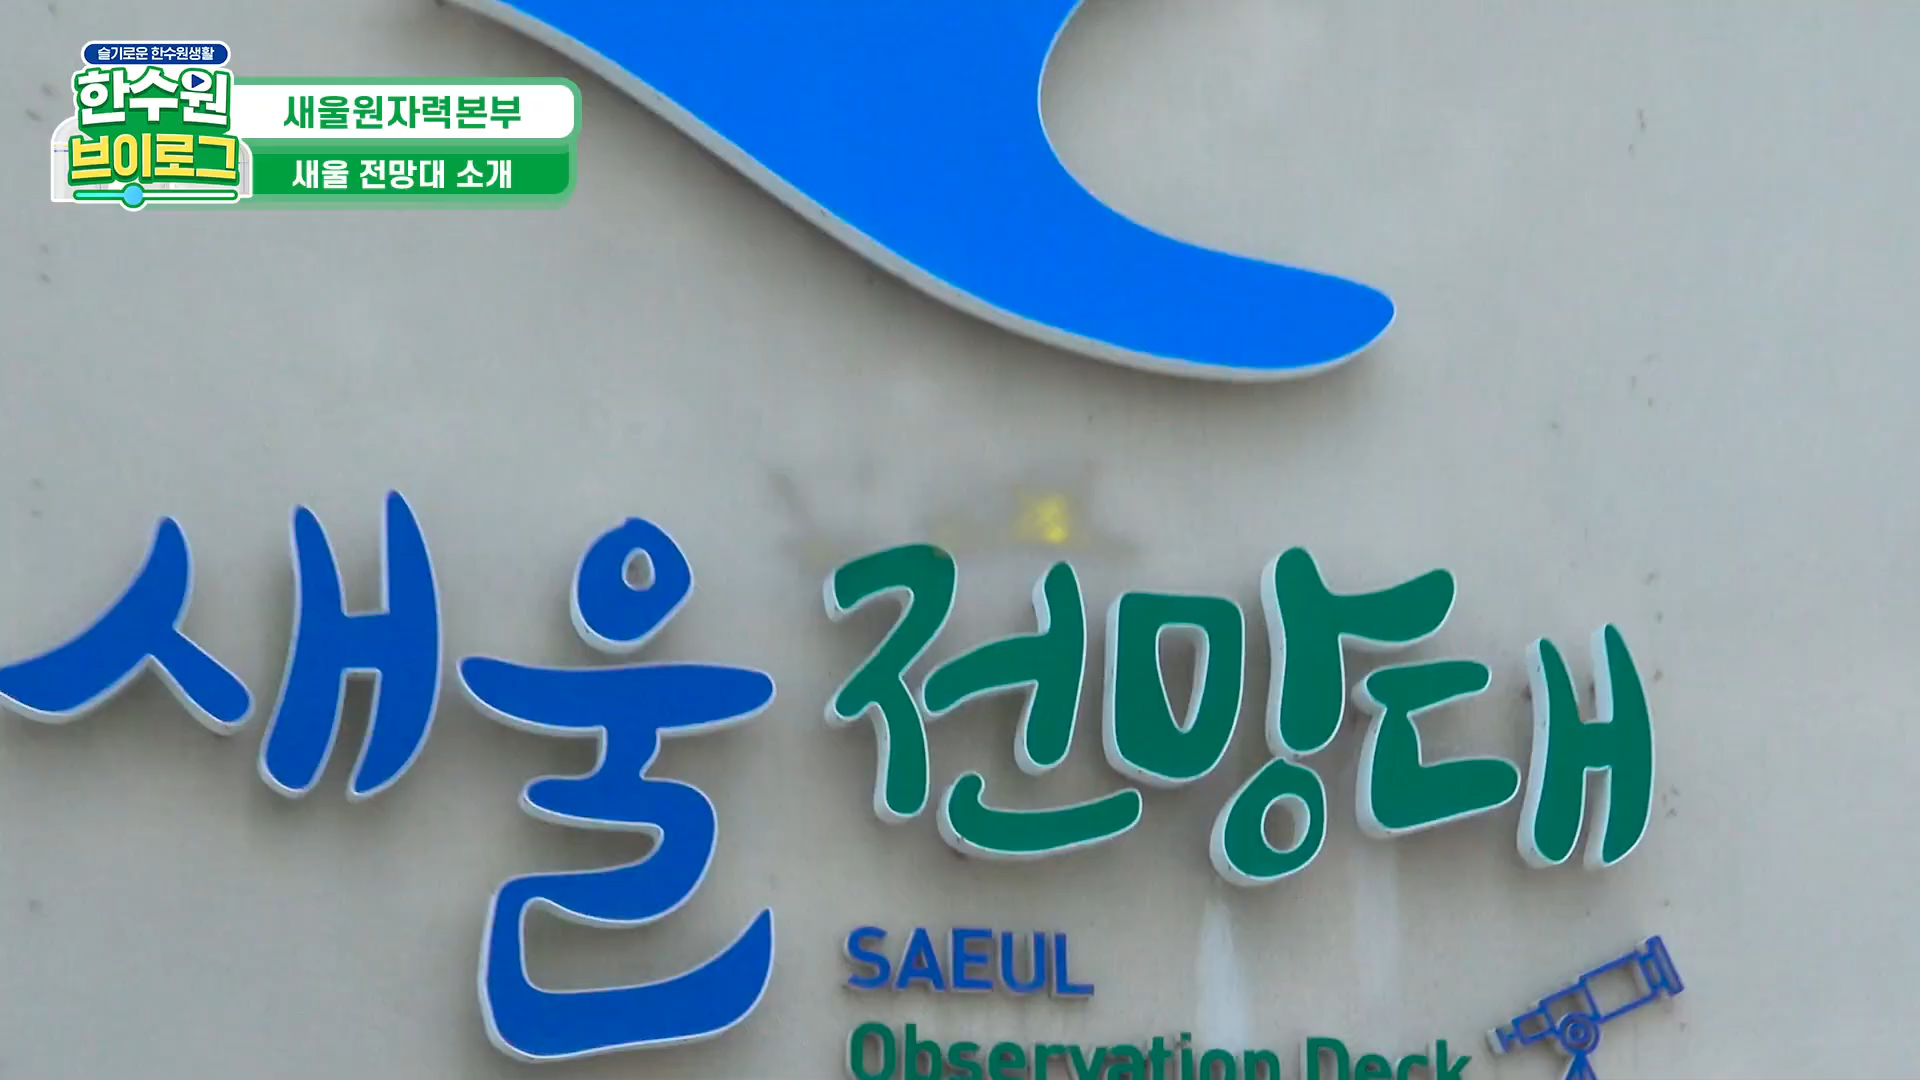 슬기로운 한수원생활
한수원
브이로그
새울원자력본부
새울 전망대 소개
새울 전망대
SAEUL
Observation Deck